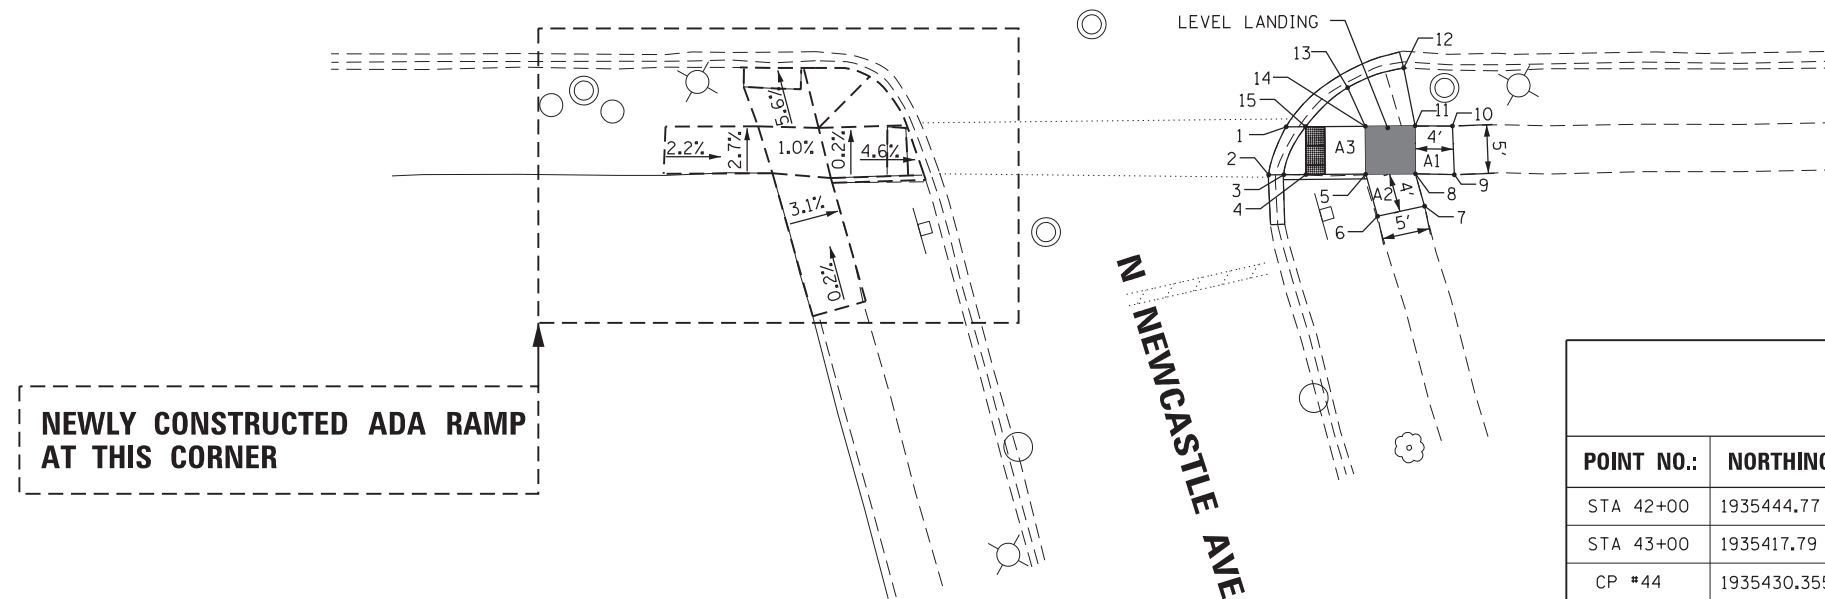 LEVEL LANDING
12
13
14
15
11
10
1
2
3
4
5
6
7
8
9
A3
4'
A1
5'
A2
4'
5'
5.6%
2.2%
2.7%
1.0%
0.2%
4.6%
3.1%
0.2%
N NEWCASTLE AVE
NEWLY CONSTRUCTED ADA RAMP
AT THIS CORNER
POINT NO.: NORTHING
STA 42+00 1935444.77
STA 43+00 1935417.79
CP #44 1935430.355